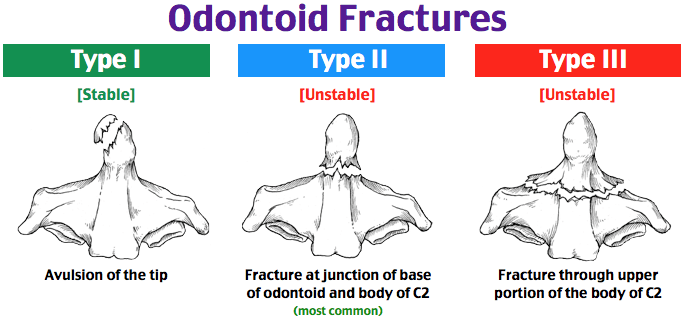 Odontoid Fractures
Type I
Type II
Type III
[Stable]
[Unstable]
[Unstable]
Avulsion of the tip
Fracture at junction of base
of odontoid and body of C2
(most common)
Fracture through upper
portion of the body of C2